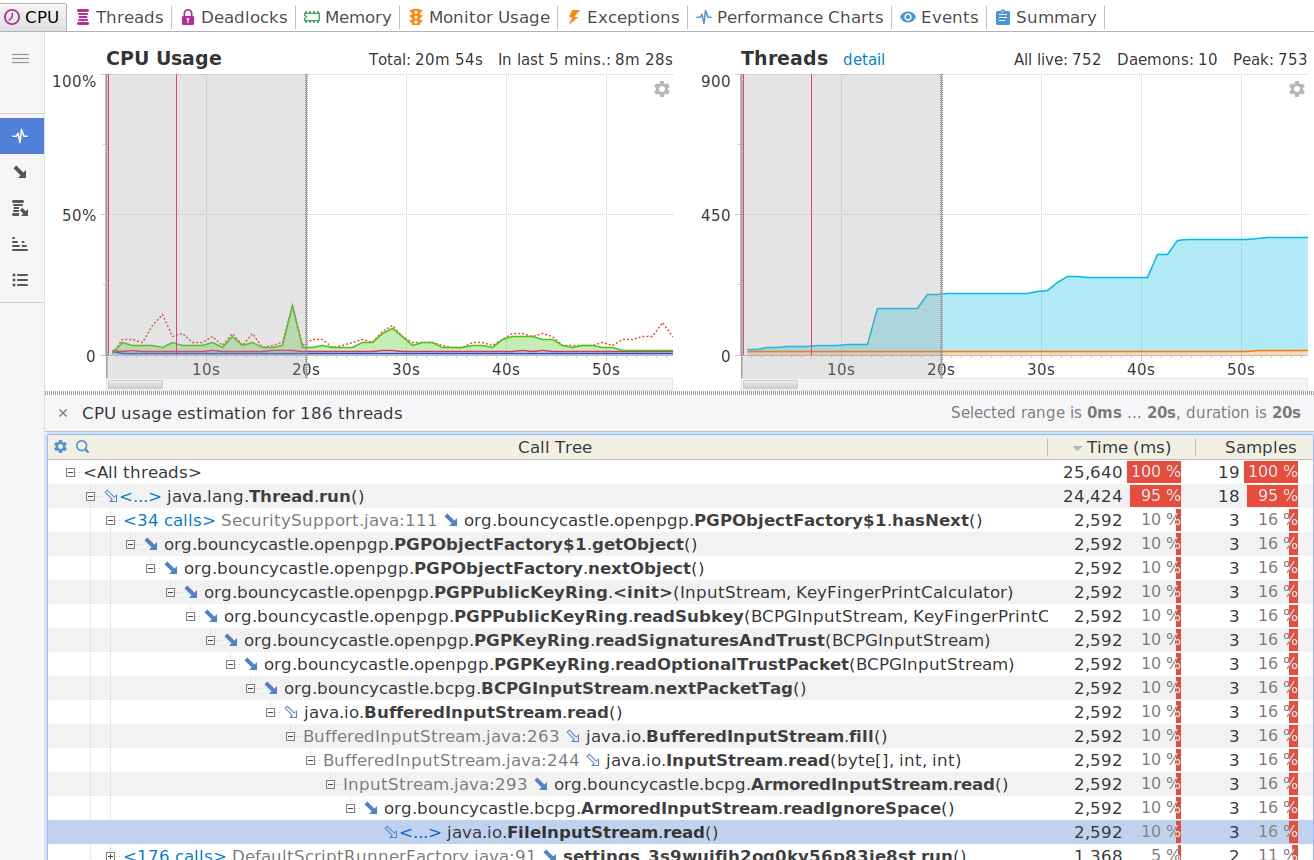 CPU Threads Deadlocks Memory Monitor Usage Exceptions Performance Charts Events Summary
CPU Usage Total: 20m 54s In last 5 mins.: 8m 28s
100%
50%
0
10s 20s 30s 40s 50s
Threads detail All live: 752 Daemons: 10 Peak: 753
900
450
0
10s 20s 30s 40s 50s
× CPU usage estimation for 186 threads Selected range is 0ms ... 20s, duration is 20s
Call Tree Time (ms) Samples
<All threads> 25,640 100 % 19 100 %
<...> java.lang.Thread.run() 24,424 95 % 18 95 %
<34 calls> SecuritySupport.java:111 org.bouncycastle.openpgp.PGPObjectFactory$1.hasNext() 2,592 10 % 3 16 %
org.bouncycastle.openpgp.PGPObjectFactory$1.getObject() 2,592 10 % 3 16 %
org.bouncycastle.openpgp.PGPObjectFactory.nextObject() 2,592 10 % 3 16 %
org.bouncycastle.openpgp.PGPPublicKeyRing.<init>(InputStream, KeyFingerPrintCalculator) 2,592 10 % 3 16 %
org.bouncycastle.openpgp.PGPPublicKeyRing.readSubkey(BCPGInputStream, KeyFingerPrintC 2,592 10 % 3 16 %
org.bouncycastle.openpgp.PGPKeyRing.readSignaturesAndTrust(BCPGInputStream) 2,592 10 % 3 16 %
org.bouncycastle.openpgp.PGPKeyRing.readOptionalTrustPacket(BCPGInputStream) 2,592 10 % 3 16 %
org.bouncycastle.bcpg.BCPGInputStream.nextPacketTag() 2,592 10 % 3 16 %
java.io.BufferedInputStream.read() 2,592 10 % 3 16 %
BufferedInputStream.java:263 java.io.BufferedInputStream.fill() 2,592 10 % 3 16 %
BufferedInputStream.java:244 java.io.InputStream.read(byte[], int, int) 2,592 10 % 3 16 %
InputStream.java:293 org.bouncycastle.bcpg.ArmoredInputStream.read() 2,592 10 % 3 16 %
org.bouncycastle.bcpg.ArmoredInputStream.readIgnoreSpace() 2,592 10 % 3 16 %
<...> java.io.FileInputStream.read() 2,592 10 % 3 16 %
<176 calls> DefaultScriptRunnerFactory.java:91 1,368 5 % 2 11 %